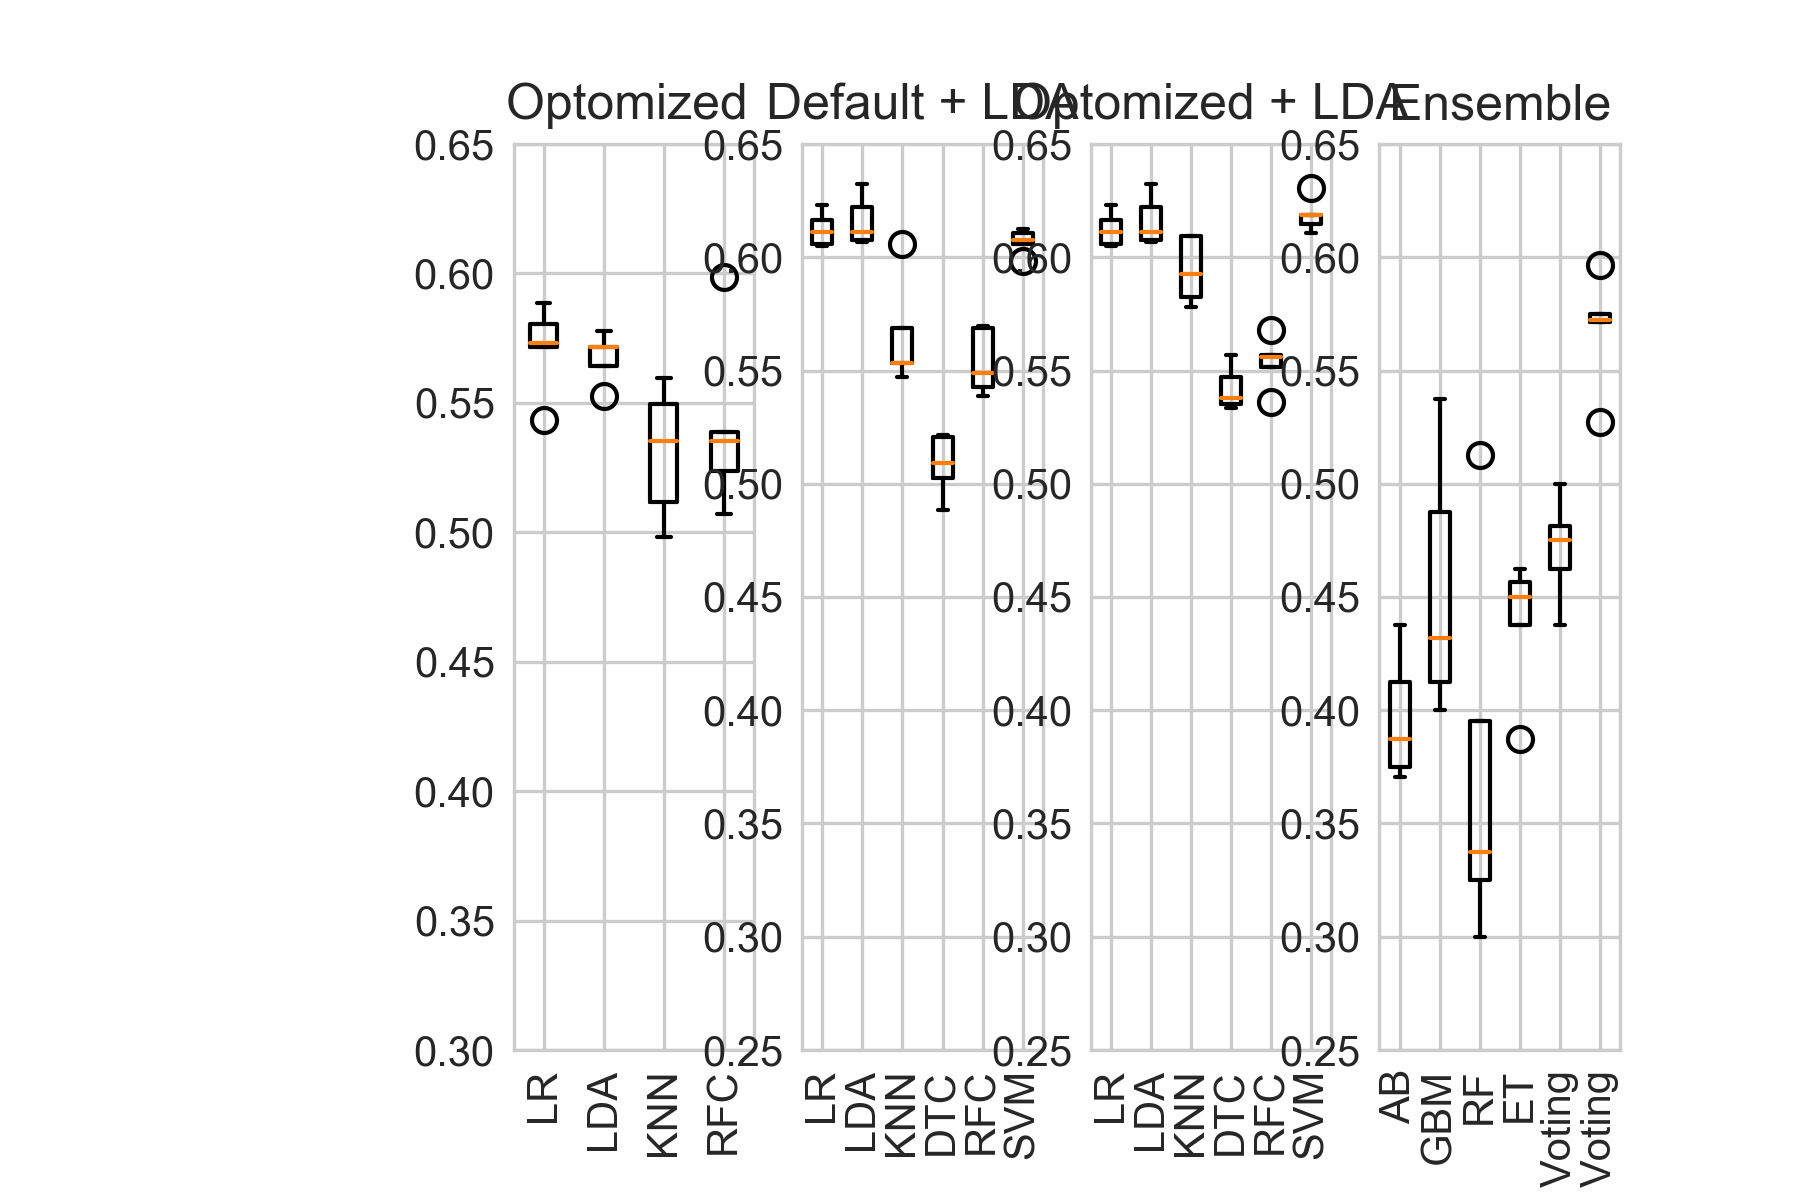 Optomized
Default + LDA
Optomized + LDA
Ensemble
0.65
0.60
0.55
0.50
0.45
0.40
0.35
0.30
LR
LDA
KNN
RFC
0.65
0.60
0.55
0.50
0.45
0.40
0.35
0.30
0.25
LR
LDA
KNN
DTC
RFC
SVM
0.65
0.60
0.55
0.50
0.45
0.40
0.35
0.30
0.25
LR
LDA
KNN
DTC
RFC
SVM
0.65
0.60
0.55
0.50
0.45
0.40
0.35
0.30
0.25
AB
GBM
RF
ET
Voting
Voting